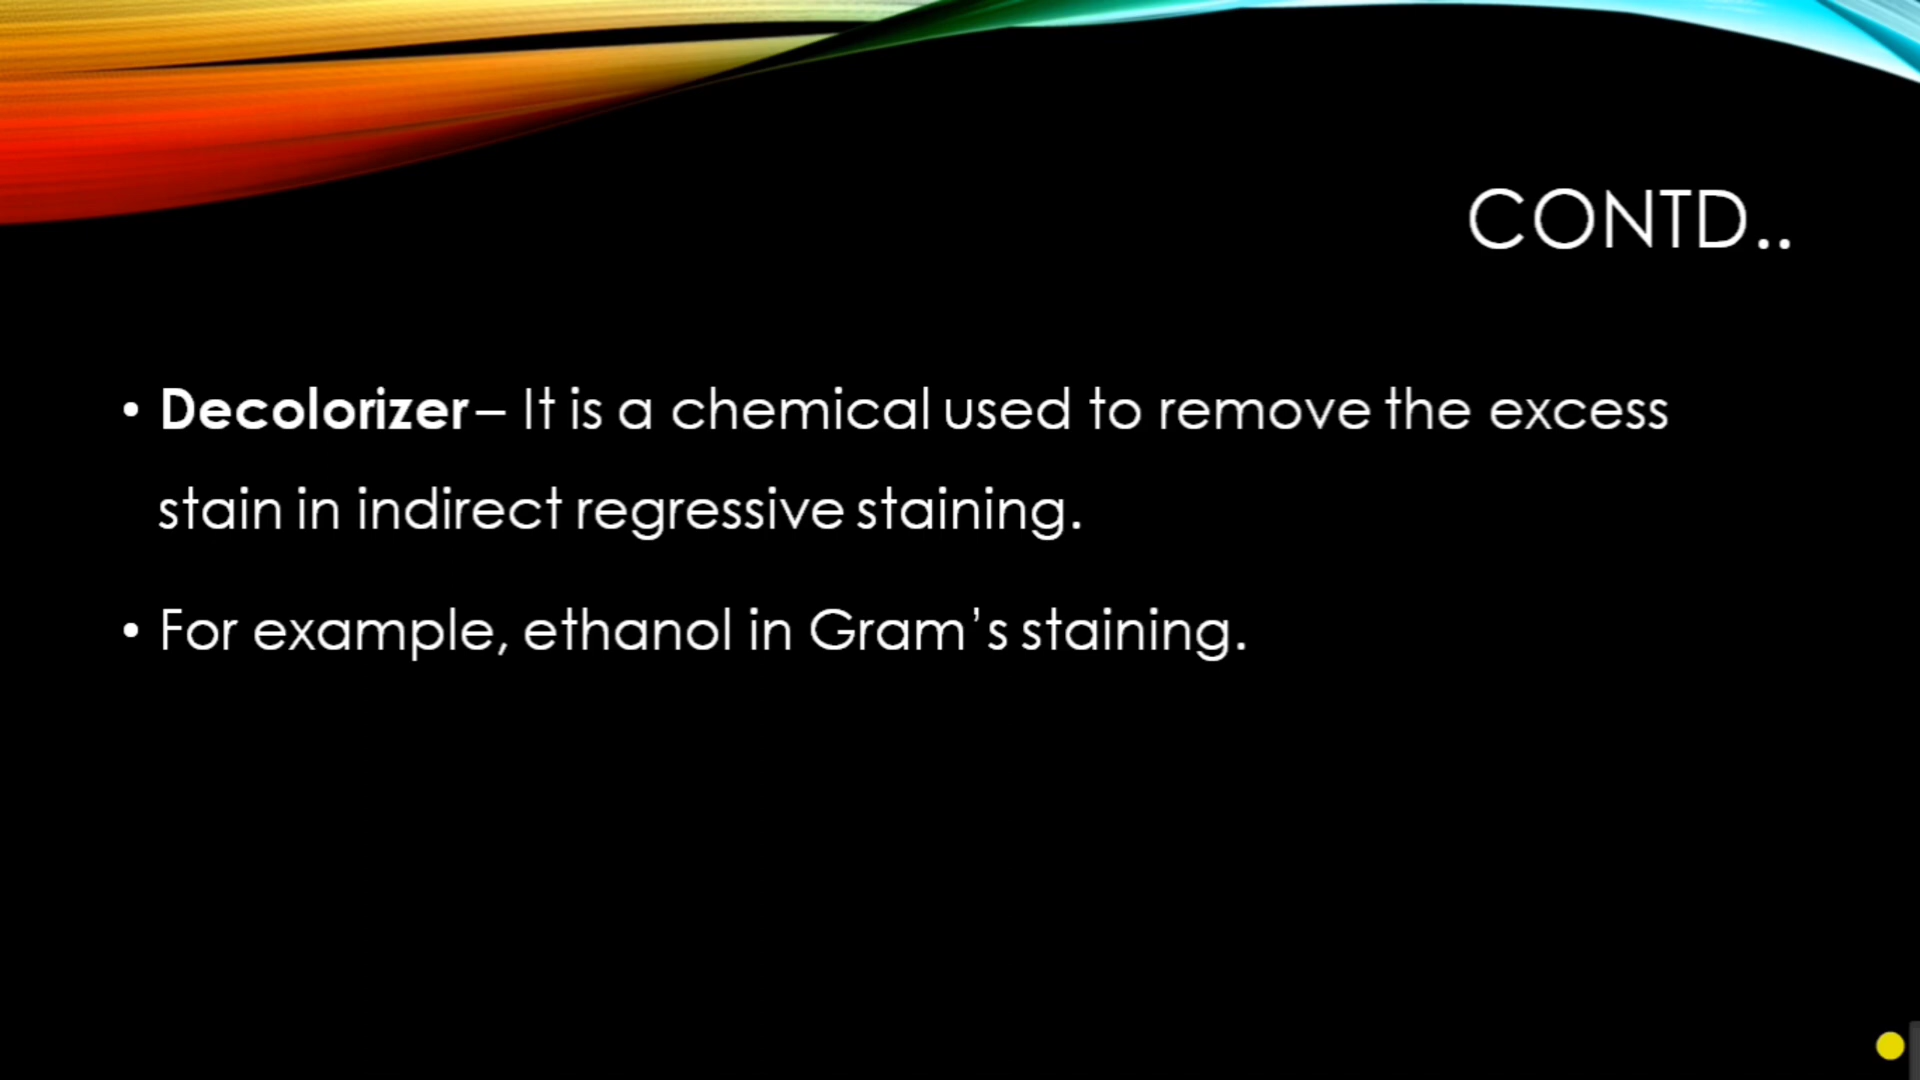 CONTD..
• Decolorizer – It is a chemical used to remove the excess
stain in indirect regressive staining.
• For example, ethanol in Gram’s staining.